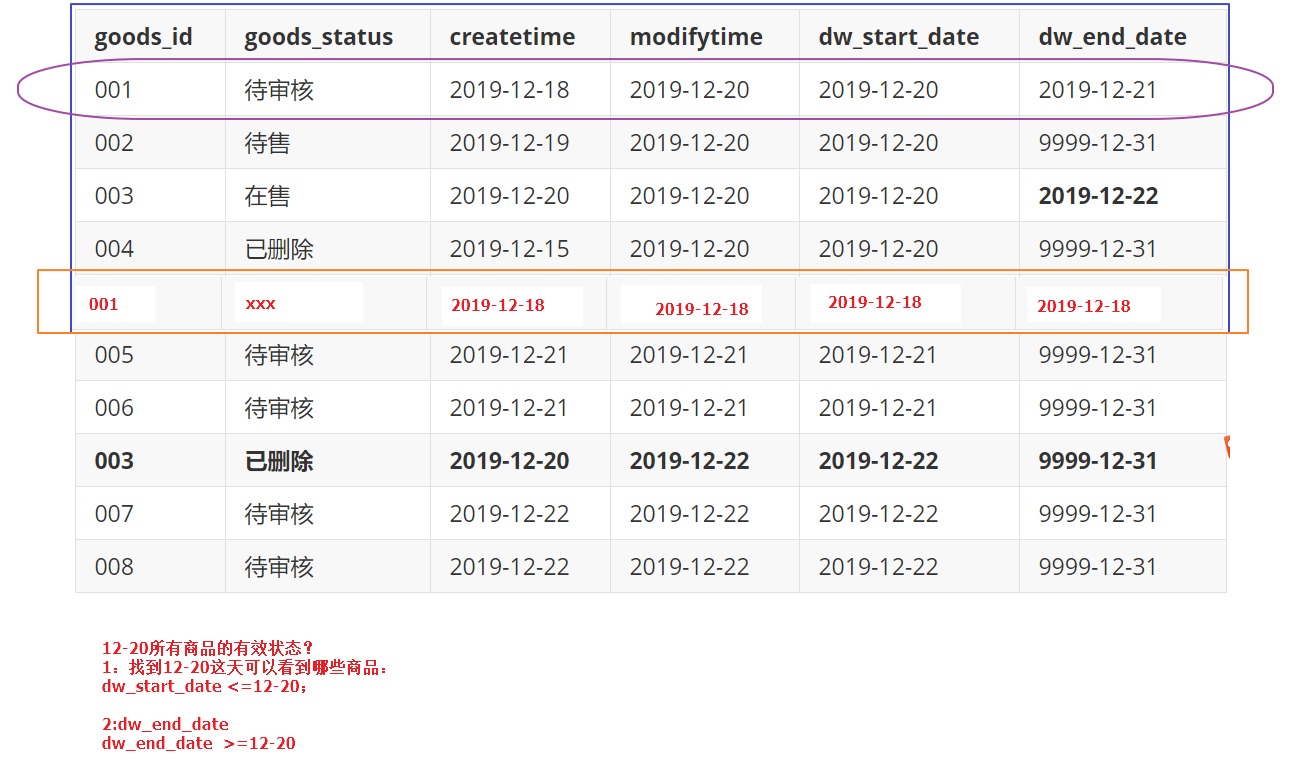 goods_id goods_status createtime modifytime dw_start_date dw_end_date
001 待审核 2019-12-18 2019-12-20 2019-12-20 2019-12-21
002 待售 2019-12-19 2019-12-20 2019-12-20 9999-12-31
003 在售 2019-12-20 2019-12-20 2019-12-20 2019-12-22
004 已删除 2019-12-15 2019-12-20 2019-12-20 9999-12-31
001 xxx 2019-12-18 2019-12-18 2019-12-18 2019-12-18
005 待审核 2019-12-21 2019-12-21 2019-12-21 9999-12-31
006 待审核 2019-12-21 2019-12-21 2019-12-21 9999-12-31
003 已删除 2019-12-20 2019-12-22 2019-12-22 9999-12-31
007 待审核 2019-12-22 2019-12-22 2019-12-22 9999-12-31
008 待审核 2019-12-22 2019-12-22 2019-12-22 9999-12-31
12-20所有商品的有效状态？
1：找到12-20这天可以看到哪些商品：
dw_start_date <=12-20；
2:dw_end_date
dw_end_date >=12-20